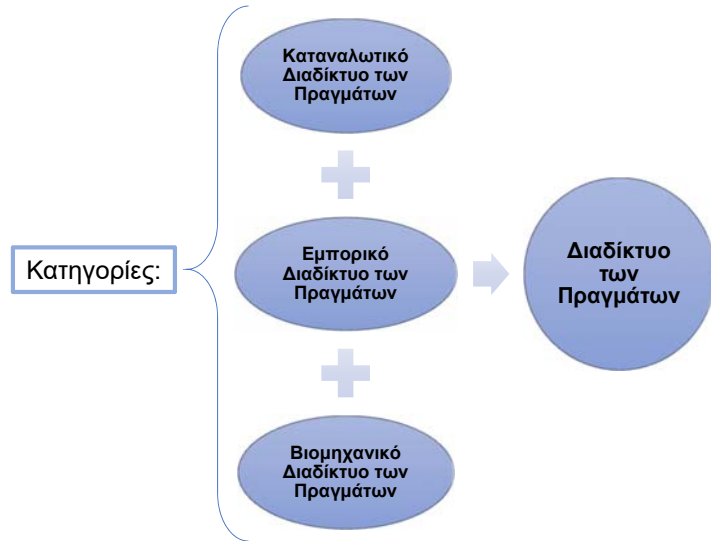 Κατηγορίες:
Καταναλωτικό
Διαδίκτυο των
Πραγμάτων
Εμπορικό
Διαδίκτυο των
Πραγμάτων
Βιομηχανικό
Διαδίκτυο των
Πραγμάτων
Διαδίκτυο
των
Πραγμάτων